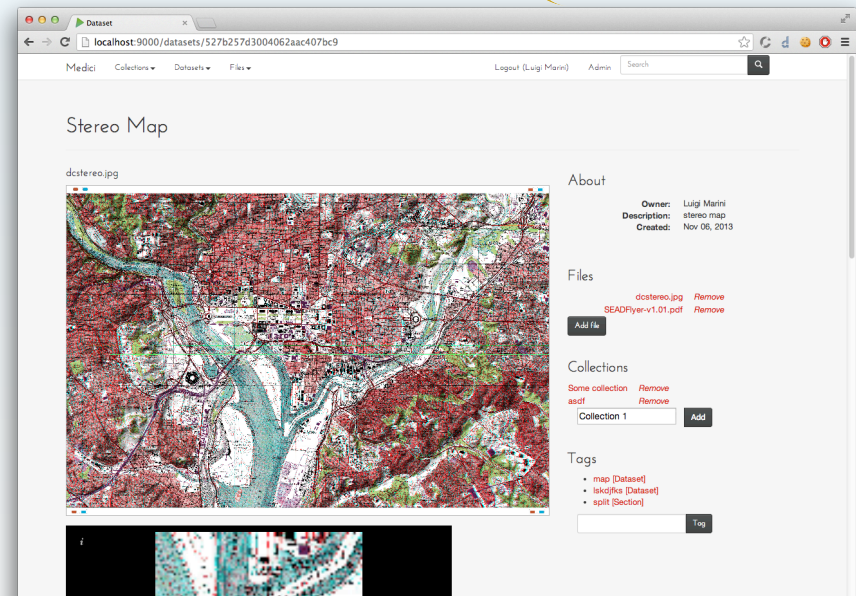 Dataset
localhost:9000/datasets/527b257d3004062aac407bc9
Medici Collections Datasets Files Logout (Luigi Marini) Admin Search
Stereo Map
dcstereo.jpg
About
Owner: Luigi Marini
Description: stereo map
Created: Nov 06, 2013
Files
dcstereo.jpg Remove
SEADFlyer-v1.01.pdf Remove
Add file
Collections
Some collection Remove
asdf Remove
Collection 1 Add
Tags
map [Dataset]
lskdjfks [Dataset]
split [Section]
Tag
i